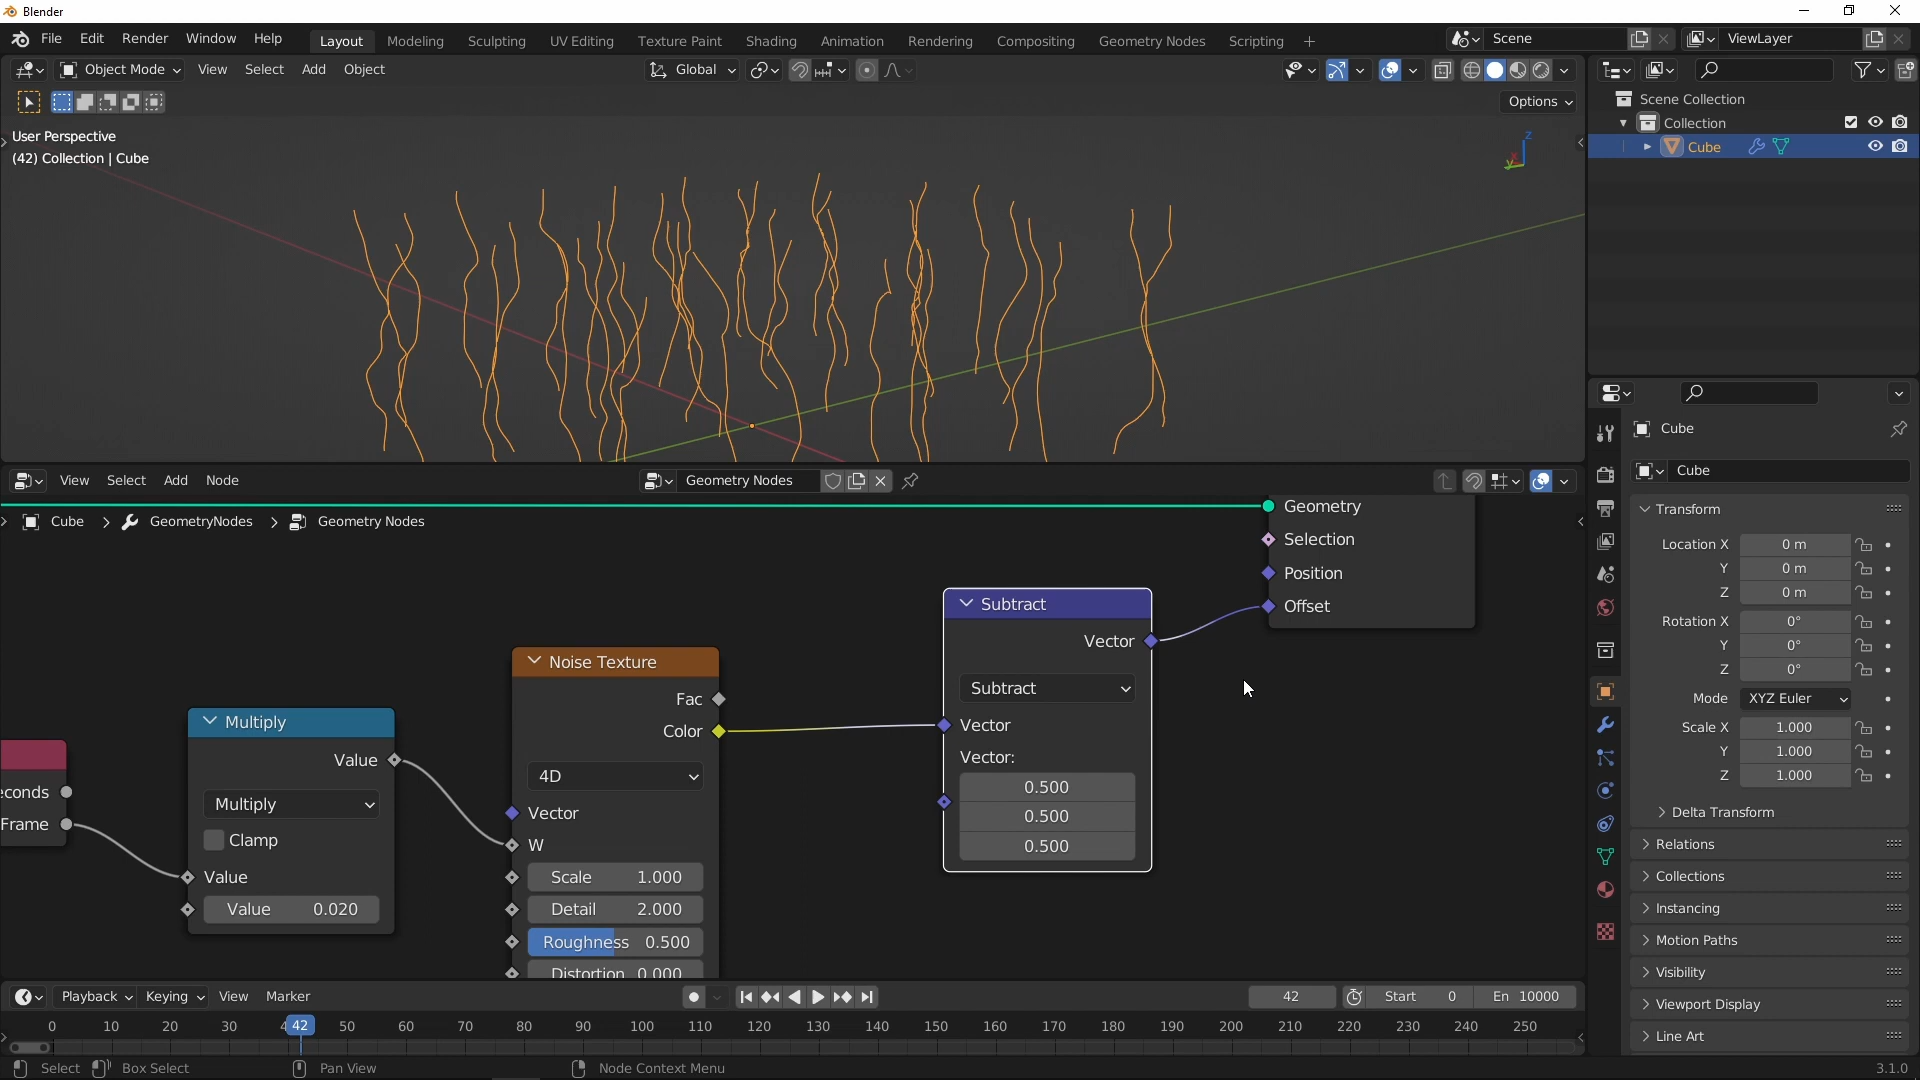 Blender
File Edit Render Window Help Layout Modeling Sculpting UV Editing Texture Paint Shading Animation Rendering Compositing Geometry Nodes Scripting + Scene ViewLayer
Object Mode View Select Add Object Global
Options
User Perspective
(42) Collection | Cube
Z
X
Y
Scene Collection
Collection
Cube
Cube
Cube
Transform
Location X 0 m
Y 0 m
Z 0 m
Rotation X 0°
Y 0°
Z 0°
Mode XYZ Euler
Scale X 1.000
Y 1.000
Z 1.000
Delta Transform
Relations
Collections
Instancing
Motion Paths
Visibility
Viewport Display
Line Art
View Select Add Node Geometry Nodes
Cube > GeometryNodes > Geometry Nodes
Geometry
Selection
Position
Offset
Subtract
Vector
Subtract
Vector
Vector:
0.500
0.500
0.500
Noise Texture
Fac
Color
4D
Vector
W
Scale 1.000
Detail 2.000
Roughness 0.500
Distortion 0.000
Multiply
Value
Multiply
Clamp
Value
Value 0.020
econds
Frame
Playback Keying View Marker 42 Start 0 En 10000
0 10 20 30 4 42 50 60 70 80 90 100 110 120 130 140 150 160 170 180 190 200 210 220 230 240 250
Select Box Select Pan View Node Context Menu 3.1.0